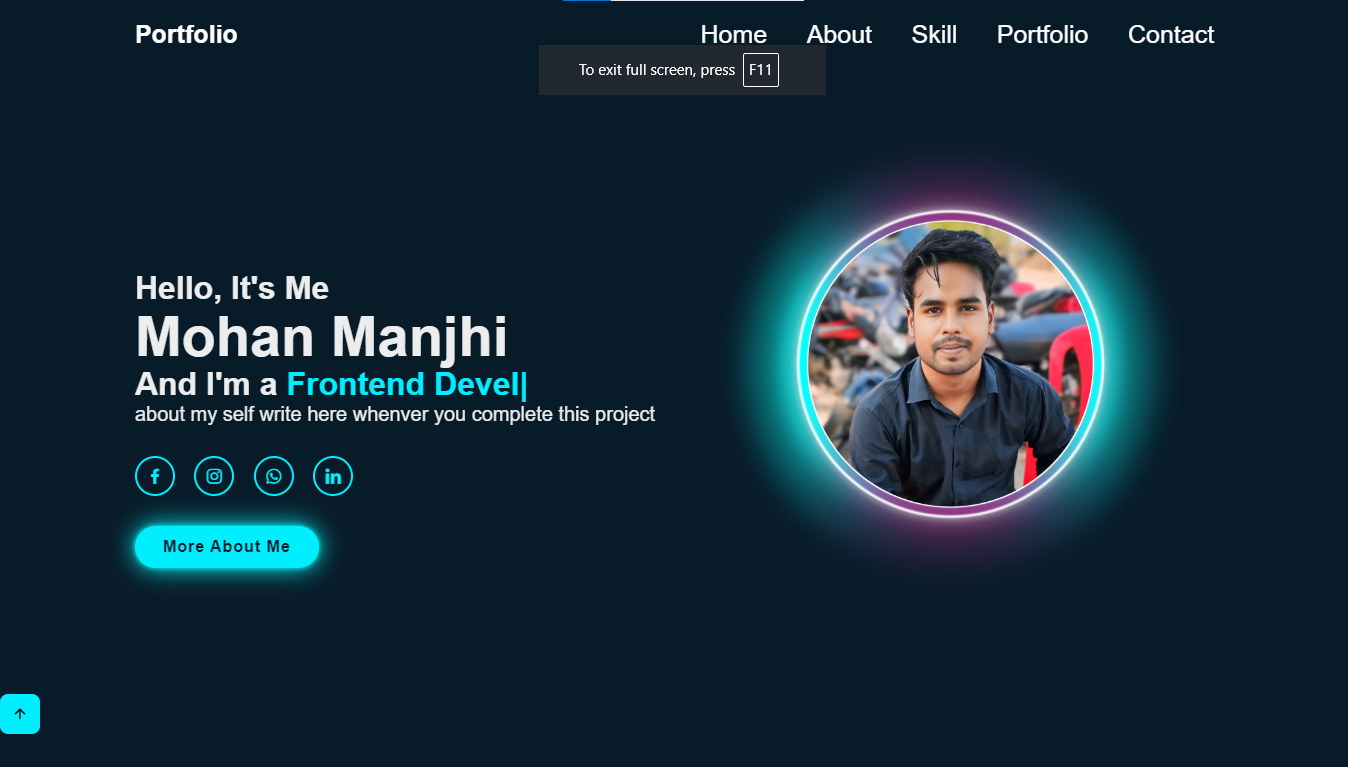 Portfolio
Home About Skill Portfolio Contact
To exit full screen, press F11
Hello, It's Me
Mohan Manjhi
And I'm a Frontend Devel|
about my self write here whenver you complete this project
More About Me